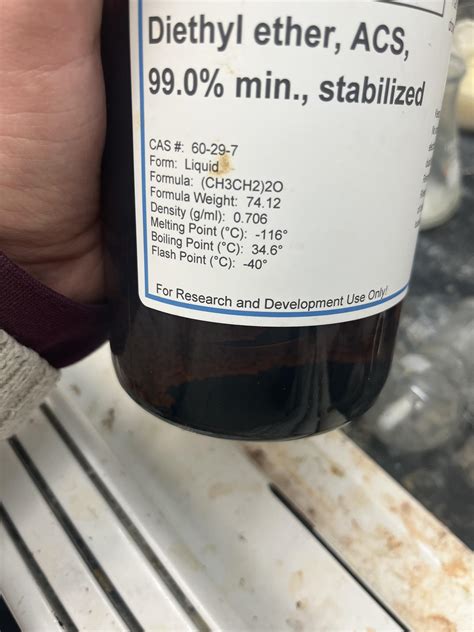 Diethyl ether, ACS,
99.0% min., stabilized
CAS #: 60-29-7
Form: Liquid
Formula: (CH3CH2)2O
Formula Weight: 74.12
Density (g/ml): 0.706
Melting Point (°C): -116°
Boiling Point (°C): 34.6°
Flash Point (°C): -40°
For Research and Development Use Only!